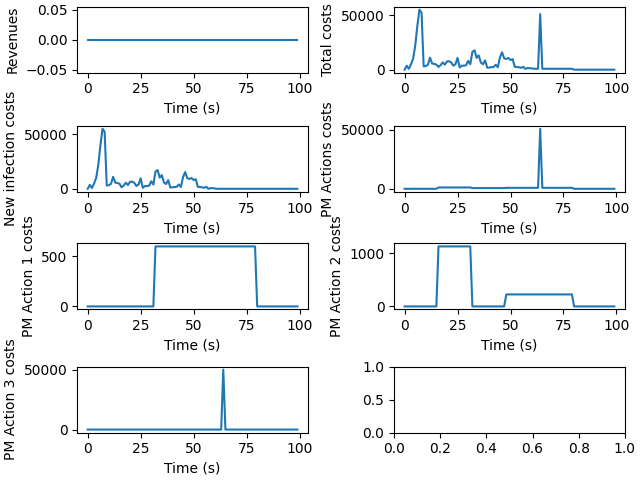 Revenues
0.05
0.00
−0.05
0 25 50 75 100
Time (s)
Total costs
50000
0
0 25 50 75 100
Time (s)
New infection costs
50000
0
0 25 50 75 100
Time (s)
PM Actions costs
50000
0
0 25 50 75 100
Time (s)
PM Action 1 costs
500
0
0 25 50 75 100
Time (s)
PM Action 2 costs
1000
0
0 25 50 75 100
Time (s)
PM Action 3 costs
50000
0
0 25 50 75 100
Time (s)
1.0
0.5
0.0
0.0 0.2 0.4 0.6 0.8 1.0